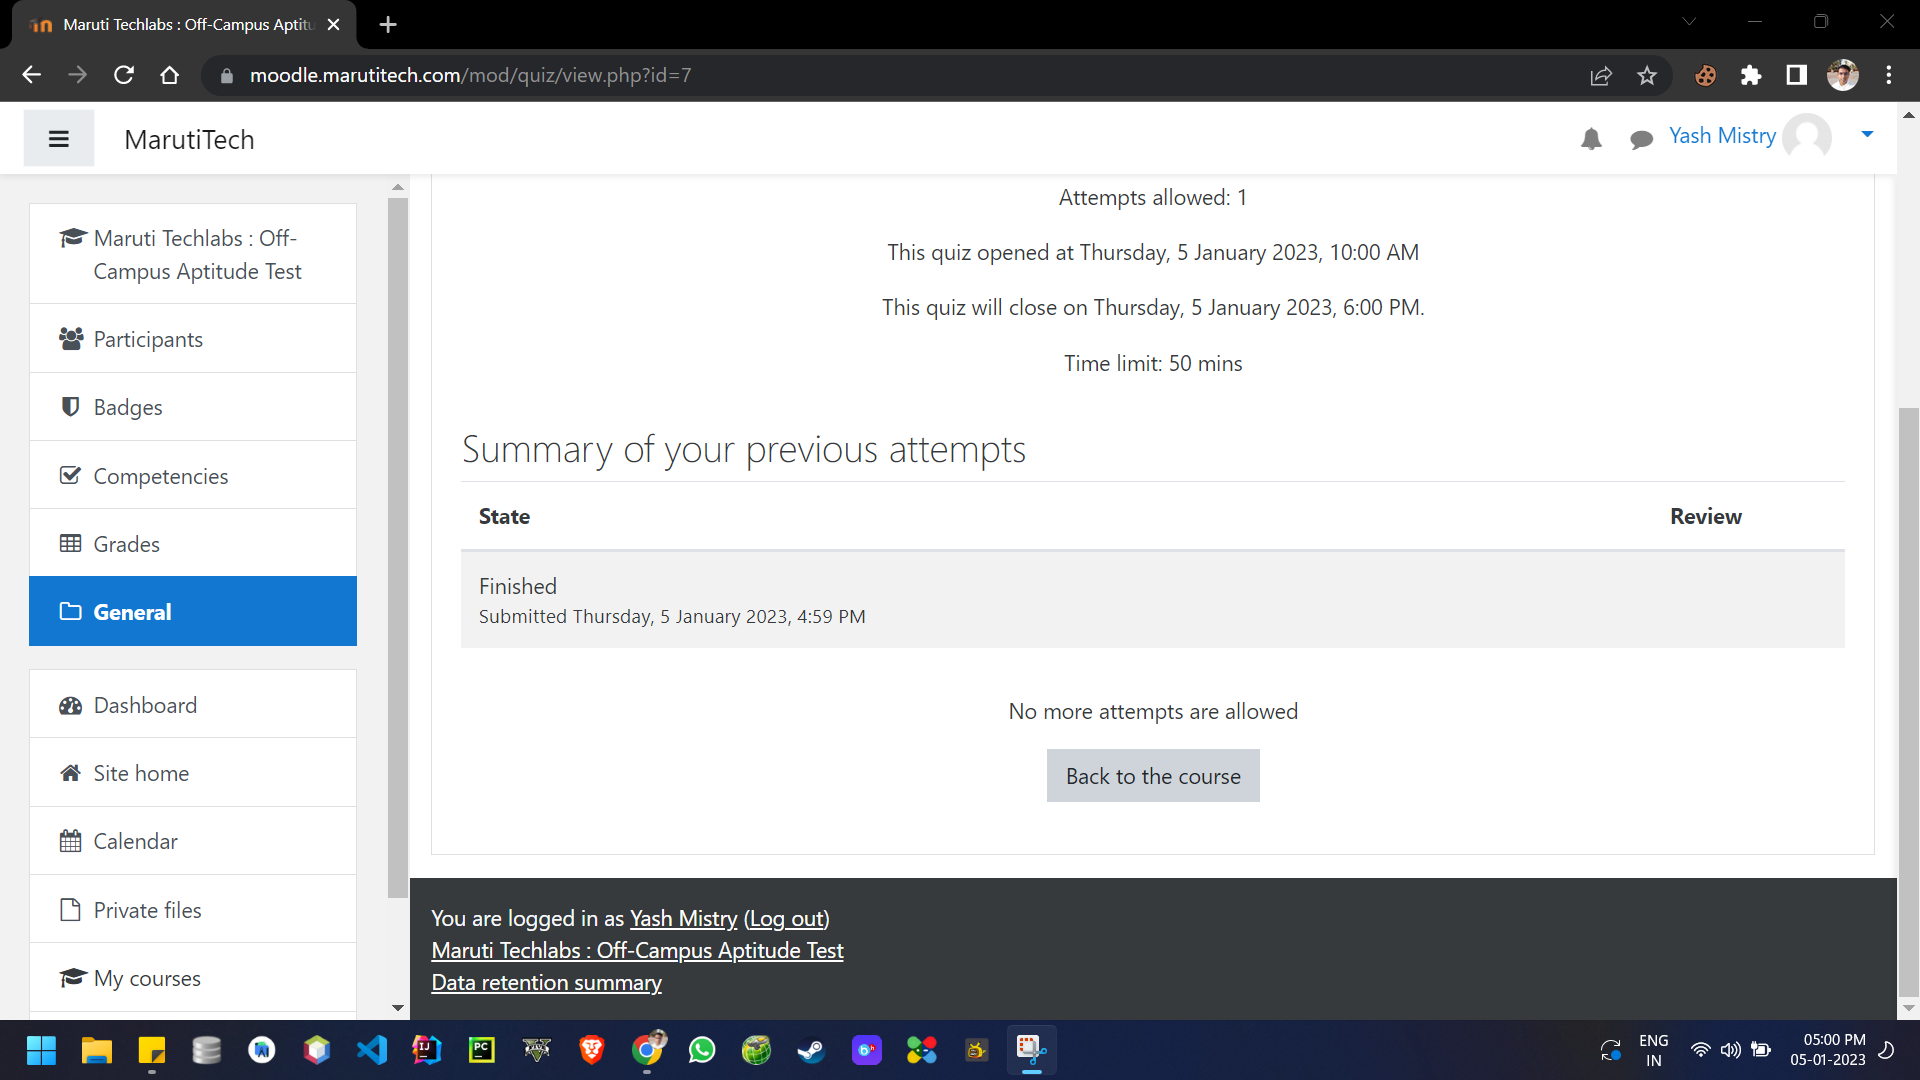 Maruti Techlabs : Off-Campus Aptitu
moodle.marutitech.com/mod/quiz/view.php?id=7
MarutiTech
Yash Mistry
Maruti Techlabs : Off-
Campus Aptitude Test
Participants
Badges
Competencies
Grades
General
Dashboard
Site home
Calendar
Private files
My courses
Attempts allowed: 1
This quiz opened at Thursday, 5 January 2023, 10:00 AM
This quiz will close on Thursday, 5 January 2023, 6:00 PM.
Time limit: 50 mins
Summary of your previous attempts
State Review
Finished
Submitted Thursday, 5 January 2023, 4:59 PM
No more attempts are allowed
Back to the course
You are logged in as Yash Mistry (Log out)
Maruti Techlabs : Off-Campus Aptitude Test
Data retention summary
IJ
PC
V
ENG
IN
05:00 PM
05-01-2023